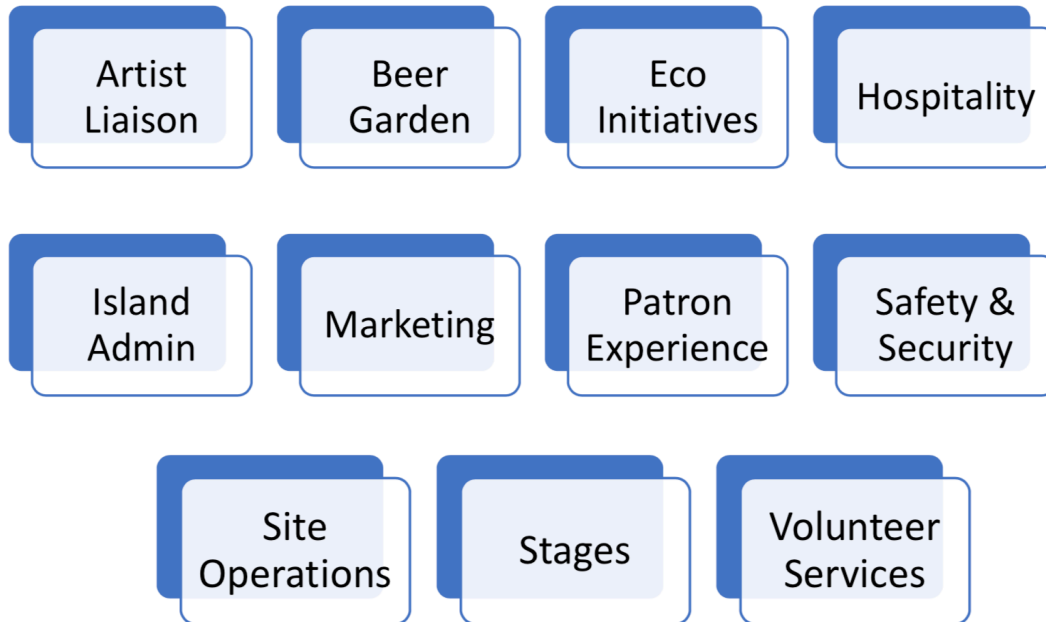 Artist
Liaison
Beer
Garden
Eco
Initiatives
Hospitality
Island
Admin
Marketing
Patron
Experience
Safety &
Security
Site
Operations
Stages
Volunteer
Services